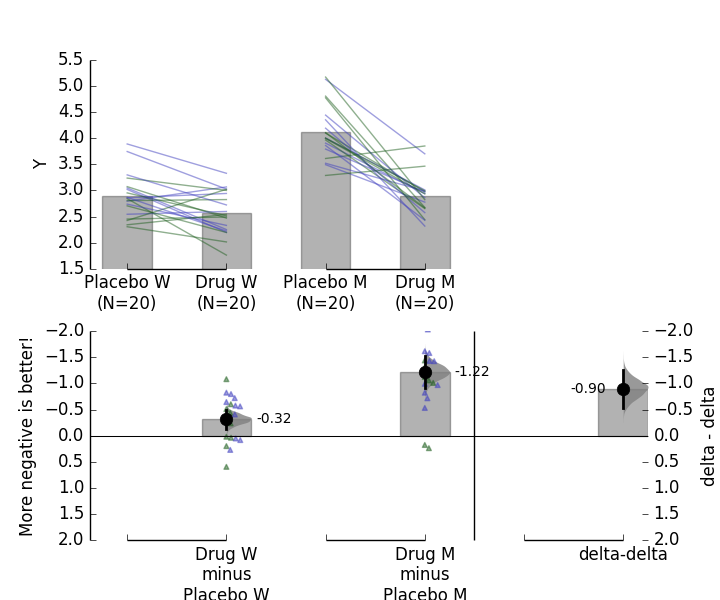 5.5
5.0
4.5
4.0
3.5
3.0
2.5
2.0
1.5
Y
Placebo W
(N=20)
Drug W
(N=20)
Placebo M
(N=20)
Drug M
(N=20)
More negative is better!
−2.0
−1.5
−1.0
−0.5
0.0
0.5
1.0
1.5
2.0
-0.32
-1.22
-0.90
−2.0
−1.5
−1.0
−0.5
0.0
0.5
1.0
1.5
2.0
delta - delta
Drug W
minus
Placebo W
Drug M
minus
Placebo M
delta-delta